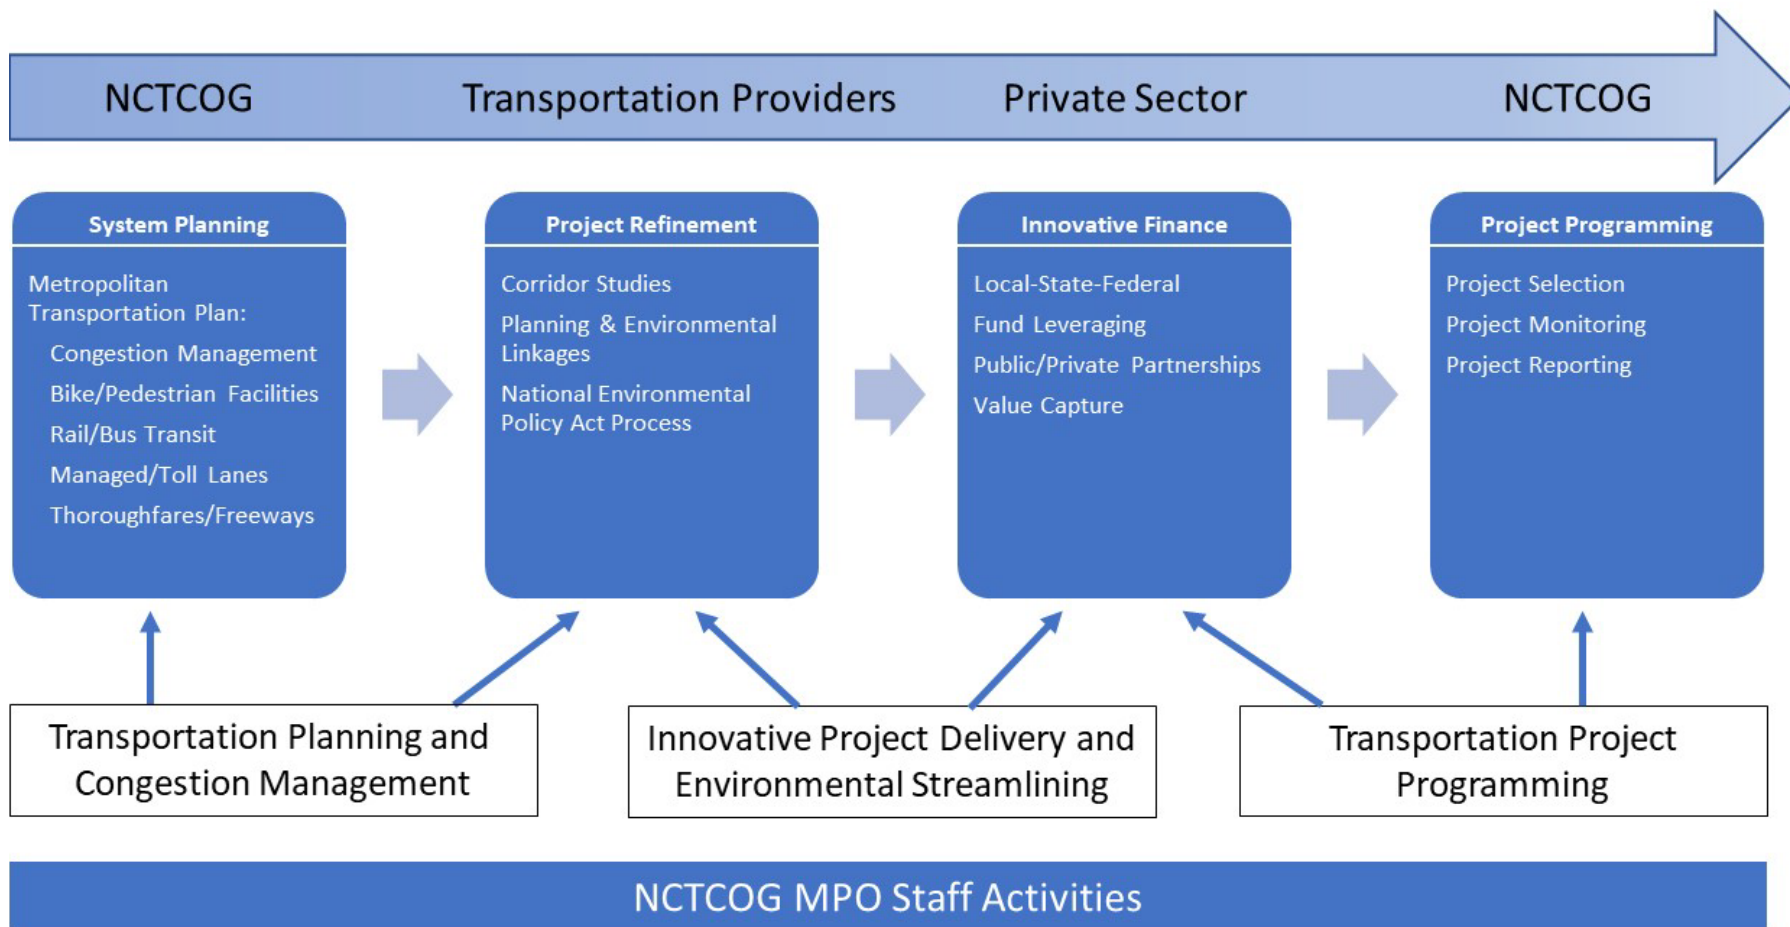 NCTCOG
Transportation Providers
Private Sector
NCTCOG
System Planning
Metropolitan
Transportation Plan:
Congestion Management
Bike/Pedestrian Facilities
Rail/Bus Transit
Managed/Toll Lanes
Thoroughfares/Freeways
Project Refinement
Corridor Studies
Planning & Environmental
Linkages
National Environmental
Policy Act Process
Innovative Finance
Local-State-Federal
Fund Leveraging
Public/Private Partnerships
Value Capture
Project Programming
Project Selection
Project Monitoring
Project Reporting
Transportation Planning and
Congestion Management
Innovative Project Delivery and
Environmental Streamlining
Transportation Project
Programming
NCTCOG MPO Staff Activities